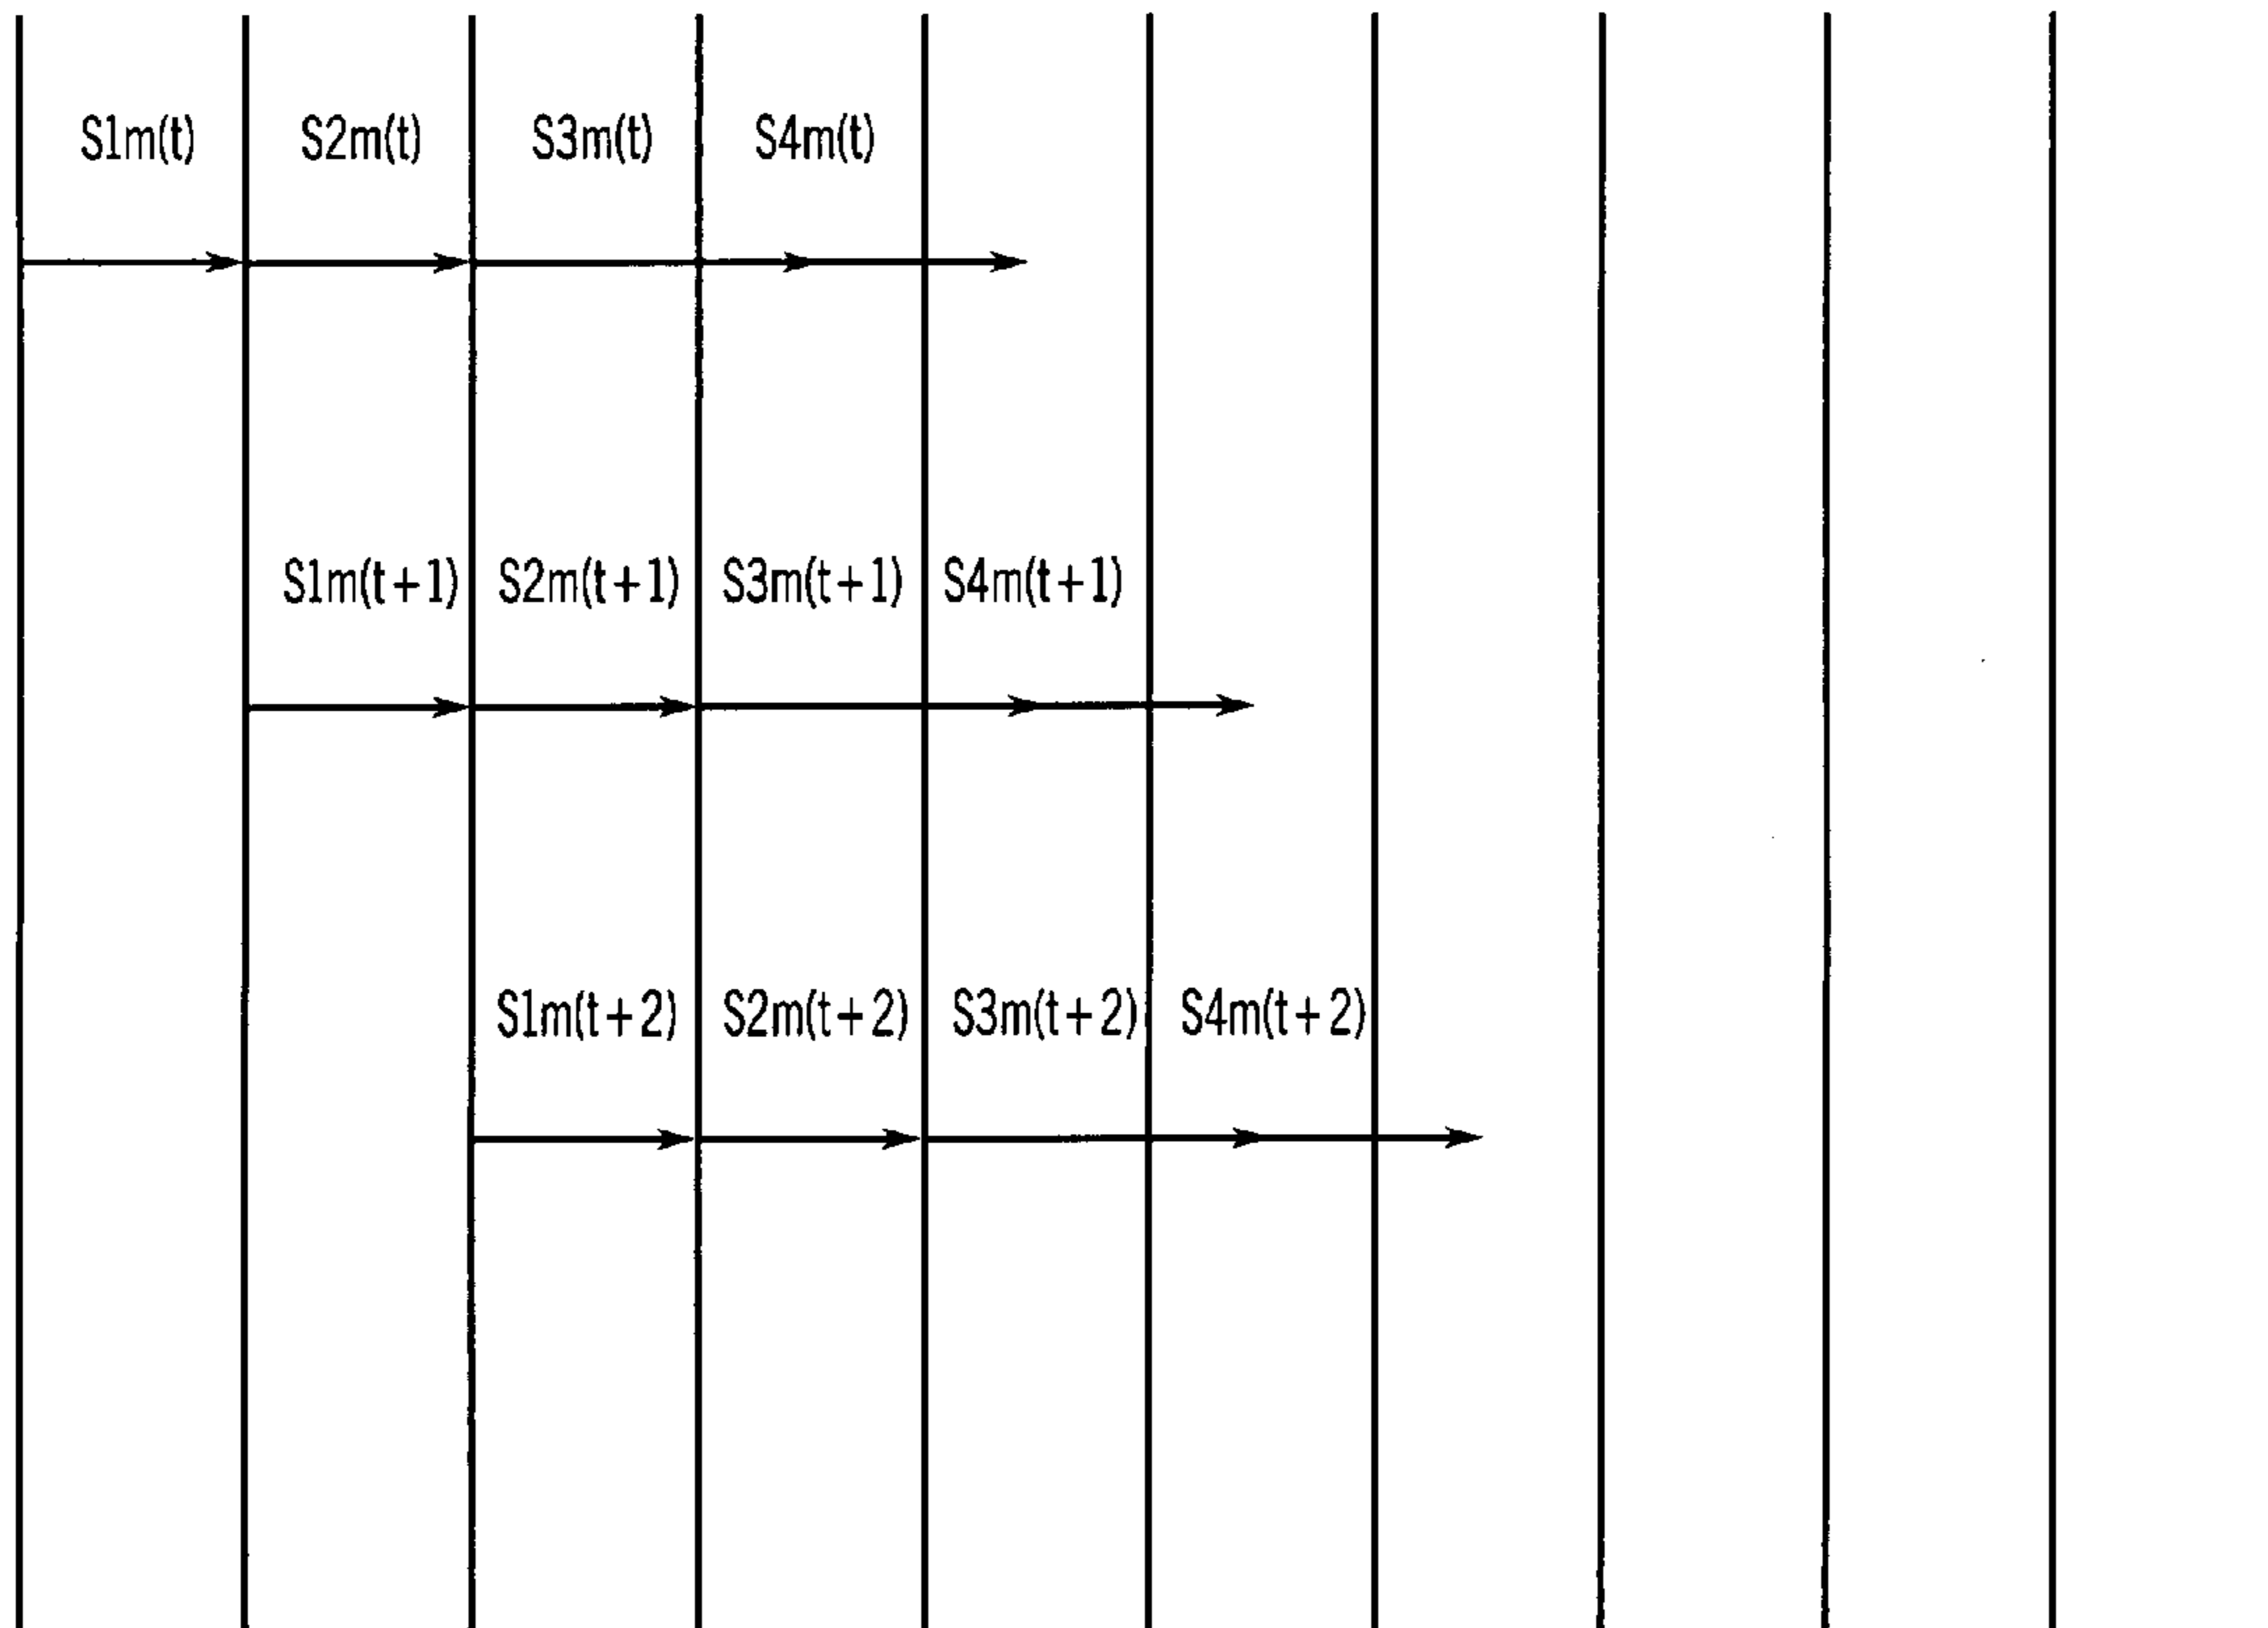 S1m(t) S2m(t) S3m(t) S4m(t)
S1m(t+1) S2m(t+1) S3m(t+1) S4m(t+1)
S1m(t+2) S2m(t+2) S3m(t+2) S4m(t+2)